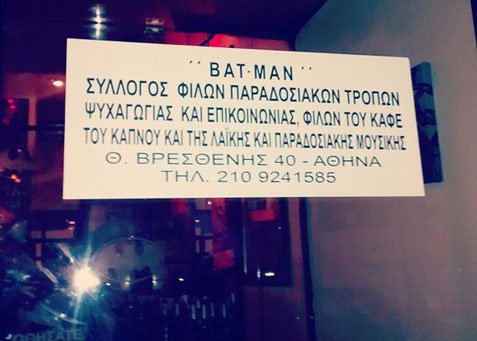 ΄΄ BAT-MAN ΄΄
ΣΥΛΛΟΓΟΣ ΦΙΛΩΝ ΠΑΡΑΔΟΣΙΑΚΩΝ ΤΡΟΠΩΝ
ΨΥΧΑΓΩΓΙΑΣ ΚΑΙ ΕΠΙΚΟΙΝΩΝΙΑΣ, ΦΙΛΩΝ ΤΟΥ ΚΑΦΕ
ΤΟΥ ΚΑΠΝΟΥ ΚΑΙ ΤΗΣ ΛΑΪΚΗΣ ΚΑΙ ΠΑΡΑΔΟΣΙΑΚΗΣ ΜΟΥΣΙΚΗΣ
Θ. ΒΡΕΣΘΕΝΗΣ 40 - ΑΘΗΝΑ
ΤΗΛ. 210 9241585